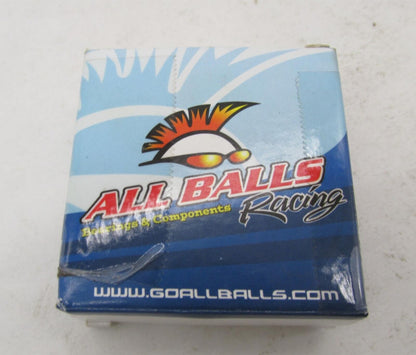 ALL BALLS
Racing
Bearings & Components
WWW.GOALLBALLS.COM